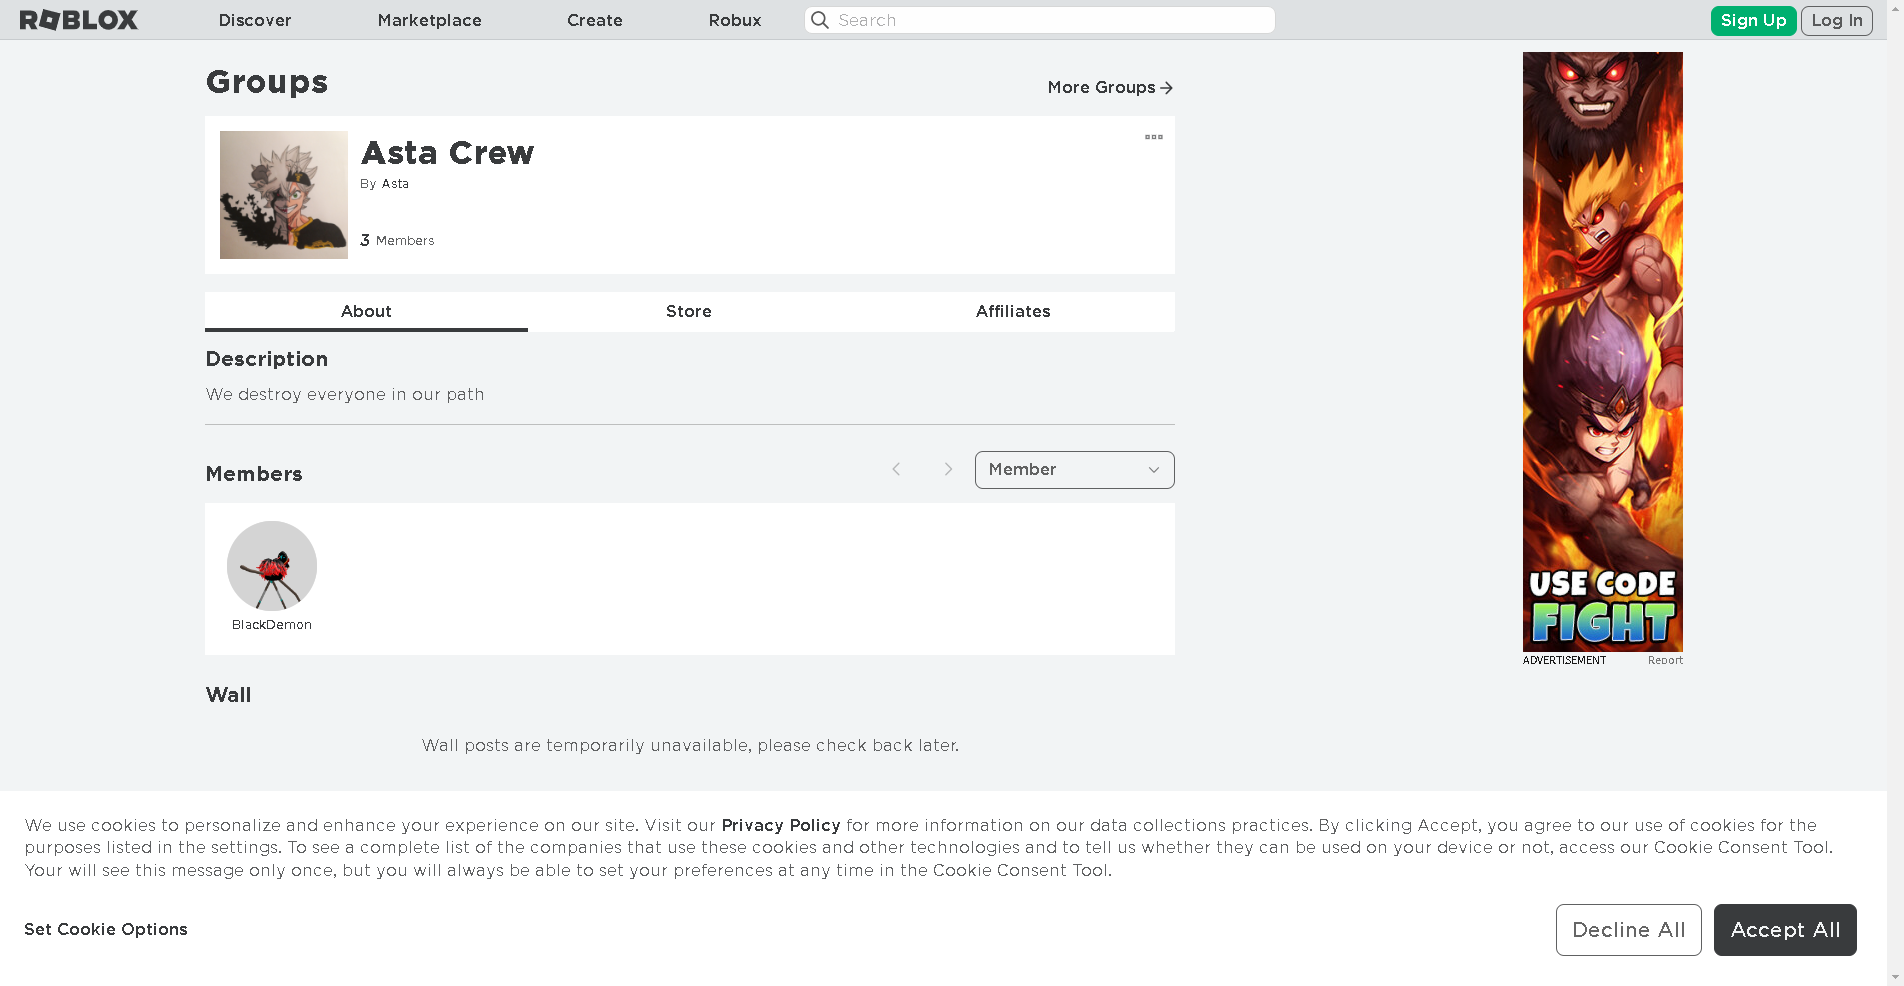 ROBLOX
Discover
Marketplace
Create
Robux
Search
Sign Up
Log In
Groups
More Groups
Asta Crew
By Asta
3 Members
About
Store
Affiliates
Description
We destroy everyone in our path
Members
Member
BlackDemon
Wall
Wall posts are temporarily unavailable, please check back later.
USE CODE
FIGHT
ADVERTISEMENT
Report
We use cookies to personalize and enhance your experience on our site. Visit our Privacy Policy for more information on our data collections practices. By clicking Accept, you agree to our use of cookies for the
purposes listed in the settings. To see a complete list of the companies that use these cookies and other technologies and to tell us whether they can be used on your device or not, access our Cookie Consent Tool.
Your will see this message only once, but you will always be able to set your preferences at any time in the Cookie Consent Tool.
Set Cookie Options
Decline All
Accept All